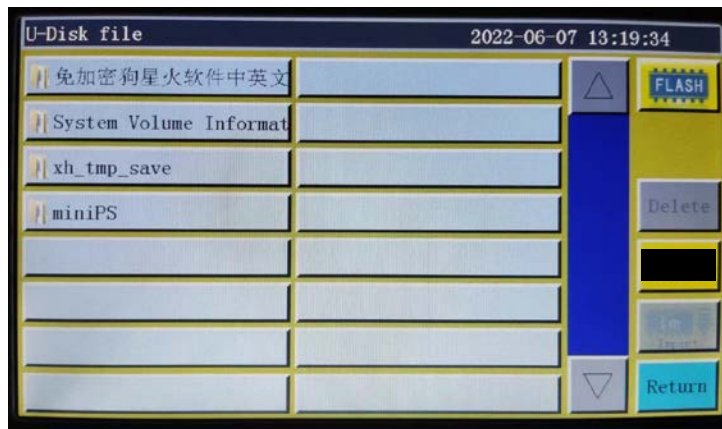 U-Disk file 2022-06-07 13:19:34
免加密狗星火软件中英文
FLASH
System Volume Informat
xh_tmp_save
miniPS
Delete
Return